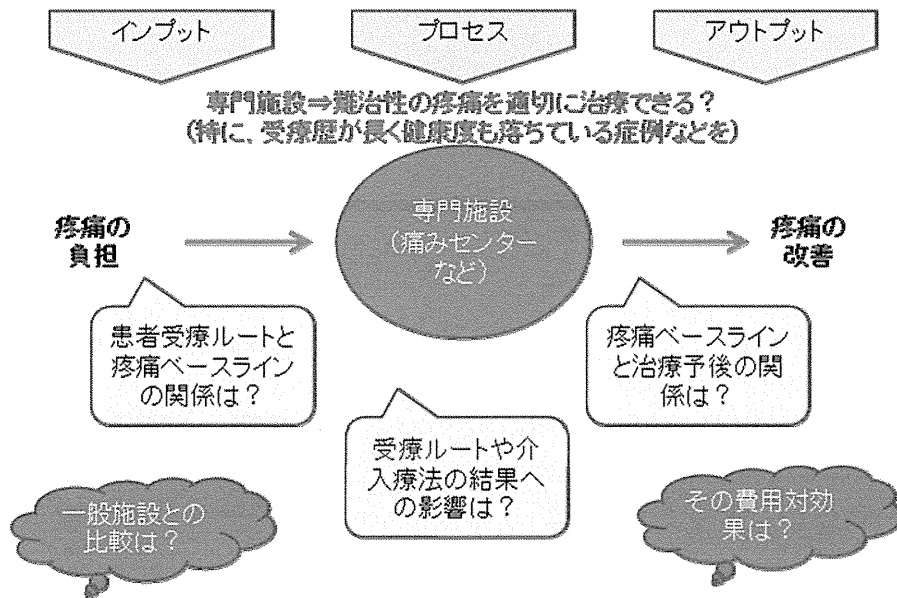 インプット
プロセス
アウトプット
専門施設⇒難治性の疼痛を適切に治療できる？
(特に、受療歴が長く健康度も落ちている症例などを)
疼痛の
負担
専門施設
(痛みセンター
など)
疼痛の
改善
患者受療ルートと
疼痛ベースライン
の関係は？
受療ルートや介
入療法の結果へ
の影響は？
疼痛ベースライン
と治療予後の関
係は？
一般施設との
比較は？
その費用対効
果は？